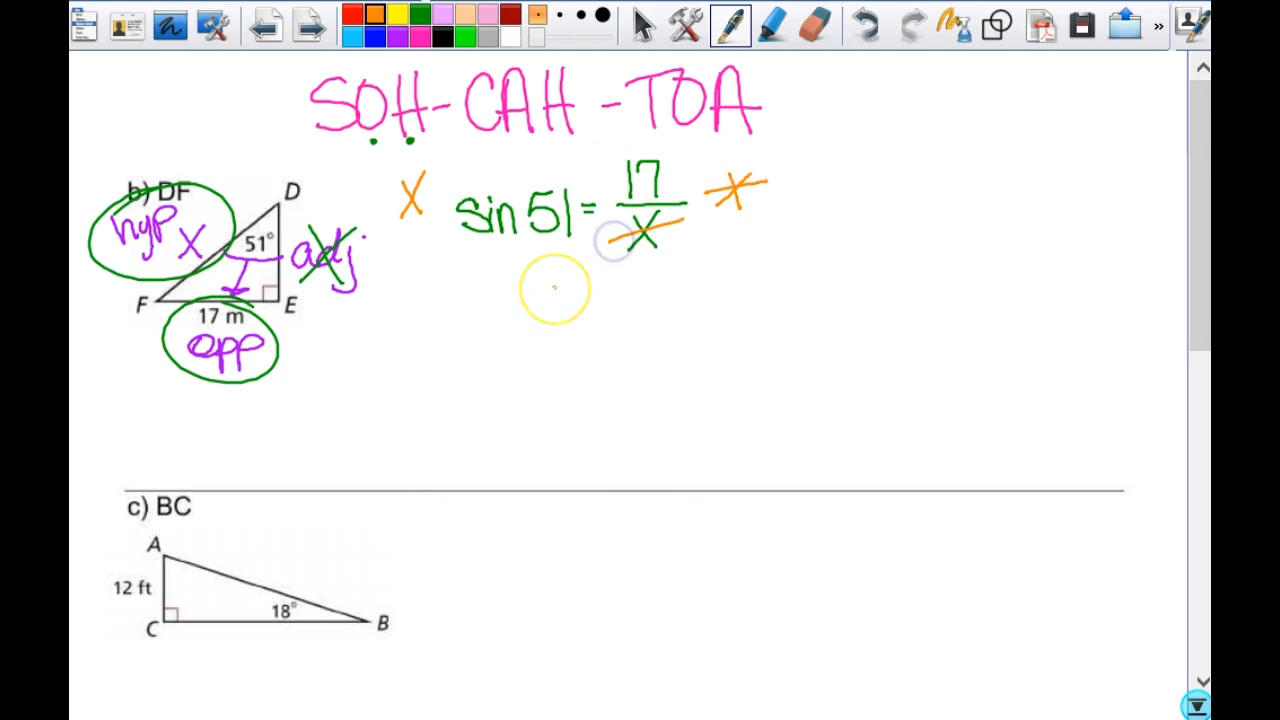 SOH-CAH-TOA
b) DF
D
hyp
X
51°
adj
F
E
17 m
opp
X sin 51 = 17/X X
c) BC
A
12 ft
18°
C
B
»